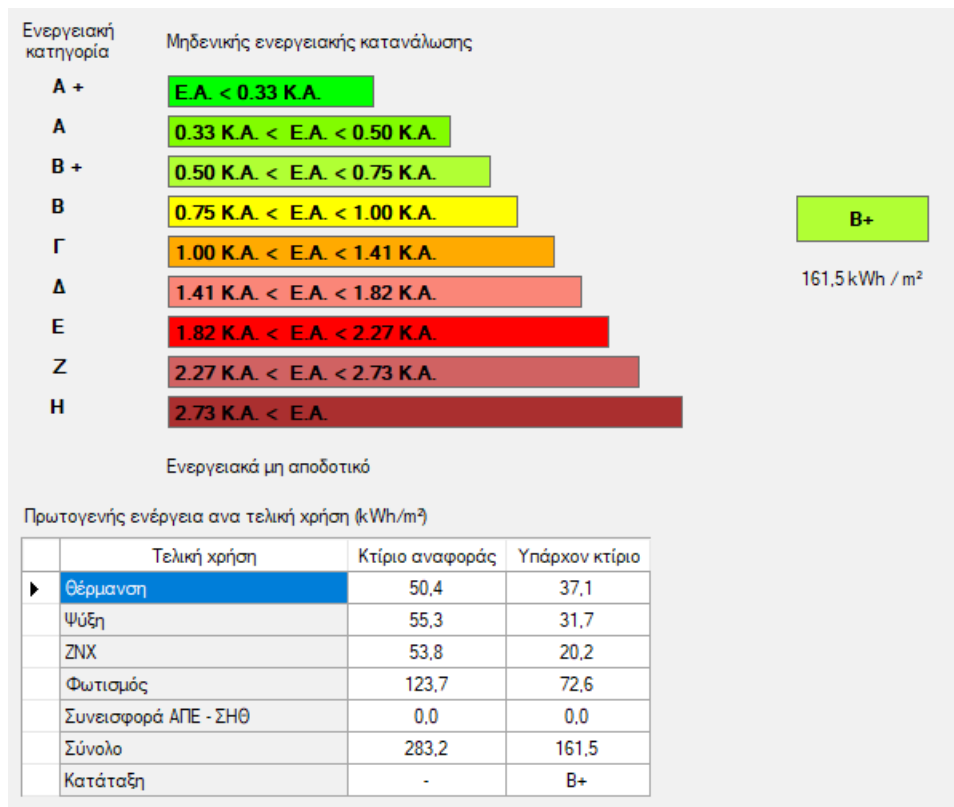 Ενεργειακή
κατηγορία
Μηδενικής ενεργειακής κατανάλωσης
Α +
Ε.Α. < 0.33 Κ.Α.
Α
0.33 Κ.Α. < Ε.Α. < 0.50 Κ.Α.
Β +
0.50 Κ.Α. < Ε.Α. < 0.75 Κ.Α.
Β
0.75 Κ.Α. < Ε.Α. < 1.00 Κ.Α.
Γ
1.00 Κ.Α. < Ε.Α. < 1.41 Κ.Α.
Δ
1.41 Κ.Α. < Ε.Α. < 1.82 Κ.Α.
Ε
1.82 Κ.Α. < Ε.Α. < 2.27 Κ.Α.
Ζ
2.27 Κ.Α. < Ε.Α. < 2.73 Κ.Α.
Η
2.73 Κ.Α. < Ε.Α.
Β+
161,5 kWh / m²
Ενεργειακά μη αποδοτικό
Πρωτογενής ενέργεια ανα τελική χρήση (kWh/m²)
Τελική χρήση Κτίριο αναφοράς Υπάρχον κτίριο
Θέρμανση 50,4 37,1
Ψύξη 55,3 31,7
ΖΝΧ 53,8 20,2
Φωτισμός 123,7 72,6
Συνεισφορά ΑΠΕ - ΣΗΘ 0,0 0,0
Σύνολο 283,2 161,5
Κατάταξη - Β+